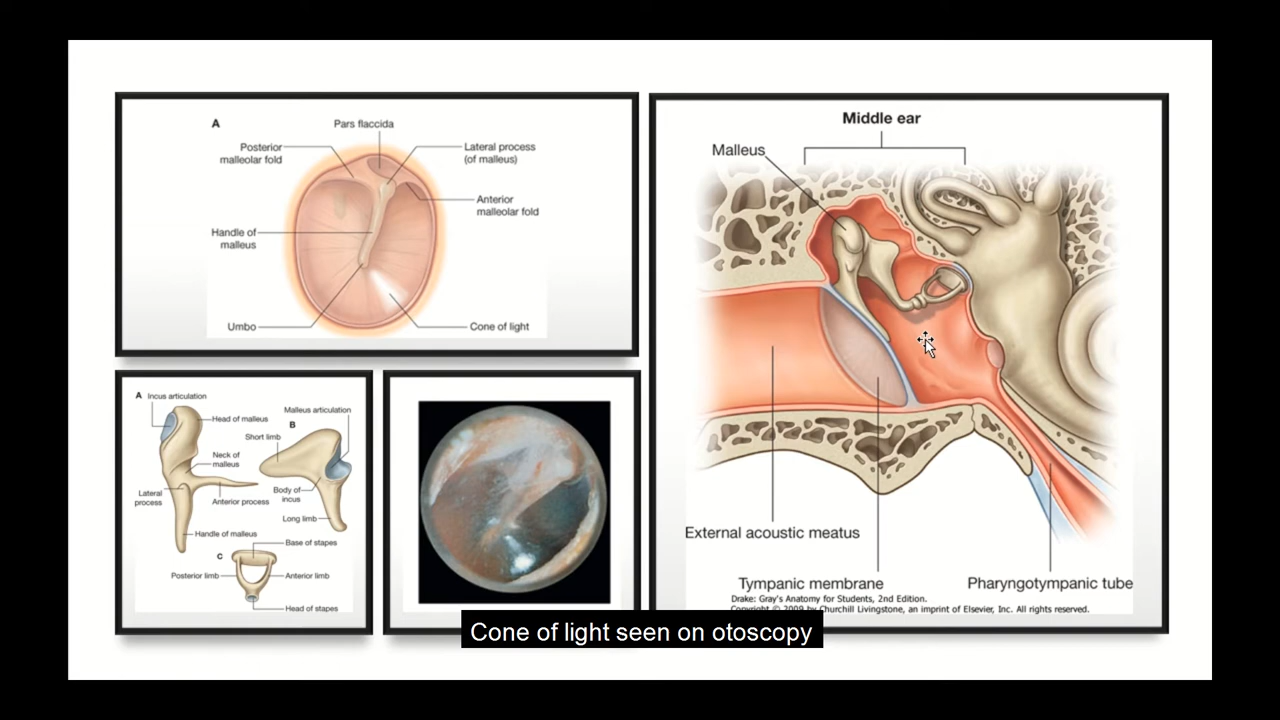 A
Pars flaccida
Posterior
malleolar fold
Lateral process
(of malleus)
Anterior
malleolar fold
Handle of
malleus
Umbo
Cone of light
Middle ear
Malleus
External acoustic meatus
Tympanic membrane
Pharyngotympanic tube
Drake: Gray's Anatomy for Students, 2nd Edition.
Copyright © 2009 by Churchill Livingstone, an imprint of Elsevier, Inc. All rights reserved.
A
Incus articulation
Head of malleus
Neck of
malleus
Lateral
process
Anterior process
Handle of malleus
B
Malleus articulation
Short limb
Body of
incus
Long limb
C
Base of stapes
Posterior limb
Anterior limb
Head of stapes
Cone of light seen on otoscopy